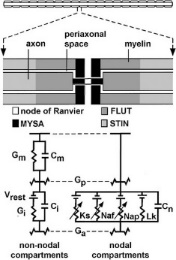 axon
periaxonal
space
myelin
node of Ranvier
FLUT
MYSA
STIN
Gm
Cm
Gp
Vrest
Gi
Ci
Ks
Naf
Nap
Lk
Cn
Ga
non-nodal
compartments
nodal
compartments